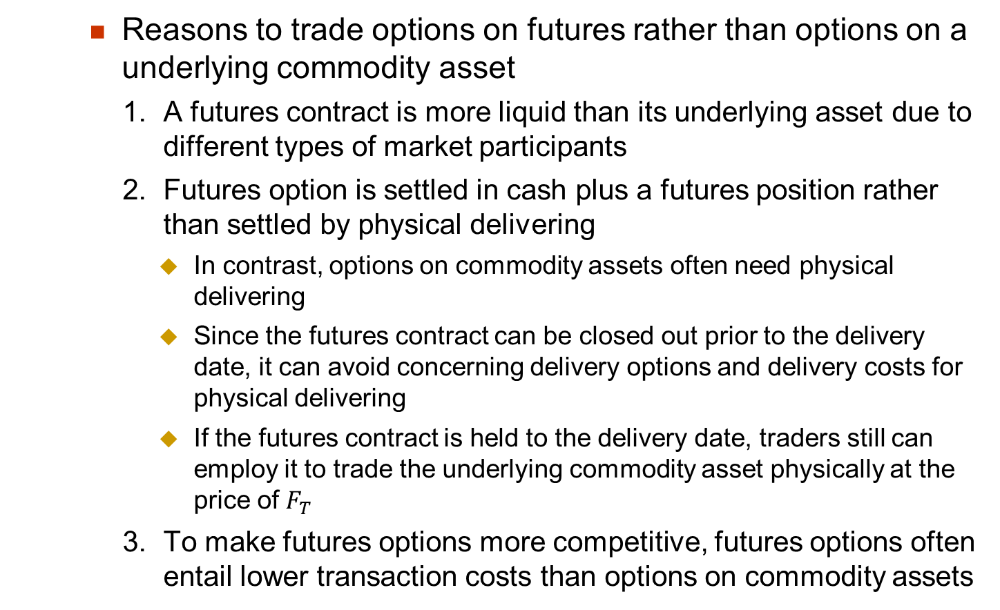 Reasons to trade options on futures rather than options on a
underlying commodity asset
1. A futures contract is more liquid than its underlying asset due to
different types of market participants
2. Futures option is settled in cash plus a futures position rather
than settled by physical delivering
In contrast, options on commodity assets often need physical
delivering
Since the futures contract can be closed out prior to the delivery
date, it can avoid concerning delivery options and delivery costs for
physical delivering
If the futures contract is held to the delivery date, traders still can
employ it to trade the underlying commodity asset physically at the
price of F_T
3. To make futures options more competitive, futures options often
entail lower transaction costs than options on commodity assets